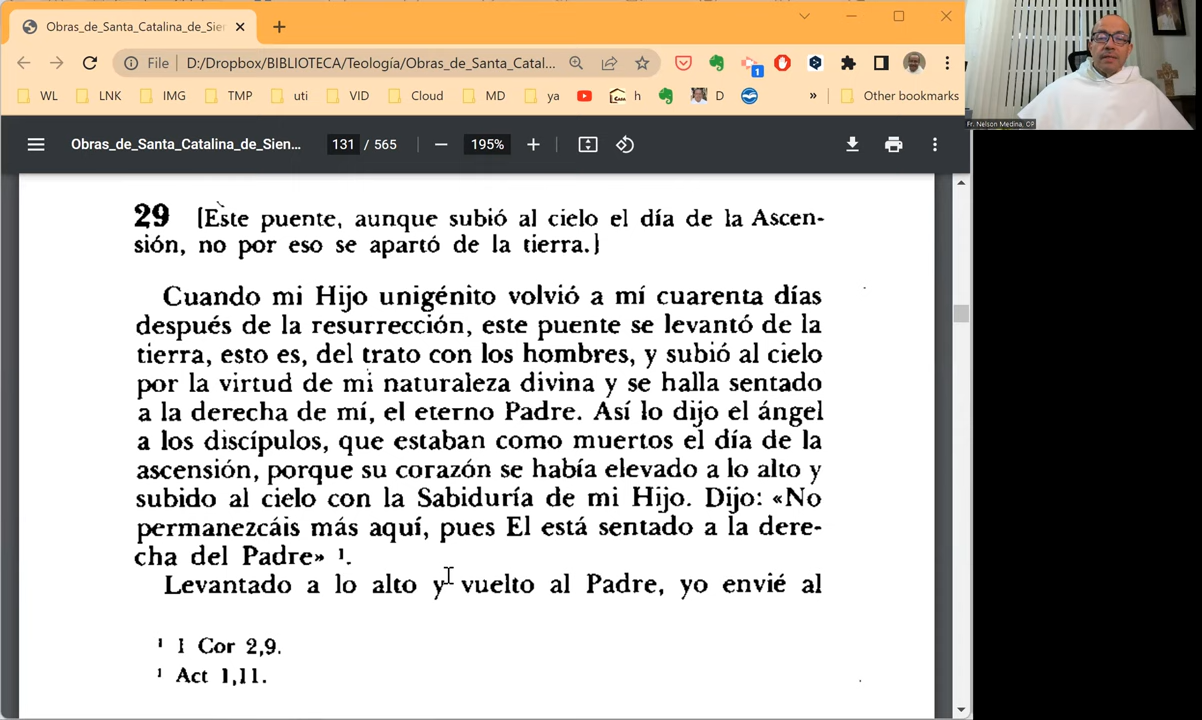 Obras_de_Santa_Catalina_de_Sie
File
D:/Dropbox/BIBLIOTECA/Teología/Obras_de_Santa_Catal...
1
WL
LNK
IMG
TMP
uti
VID
Cloud
MD
ya
h
D
»
Other bookmarks
Fr. Nelson Medina, OP
Obras_de_Santa_Catalina_de_Sien...
131 / 565
195%
29 [Este puente, aunque subió al cielo el día de la Ascen-
sión, no por eso se apartó de la tierra.]
Cuando mi Hijo unigénito volvió a mí cuarenta días
después de la resurrección, este puente se levantó de la
tierra, esto es, del trato con los hombres, y subió al cielo
por la virtud de mi naturaleza divina y se halla sentado
a la derecha de mí, el eterno Padre. Así lo dijo el ángel
a los discípulos, que estaban como muertos el día de la
ascensión, porque su corazón se había elevado a lo alto y
subido al cielo con la Sabiduría de mi Hijo. Dijo: «No
permanezcáis más aquí, pues El está sentado a la dere-
cha del Padre» ¹.
Levantado a lo alto y vuelto al Padre, yo envié al
¹ I Cor 2,9.
¹ Act 1,11.